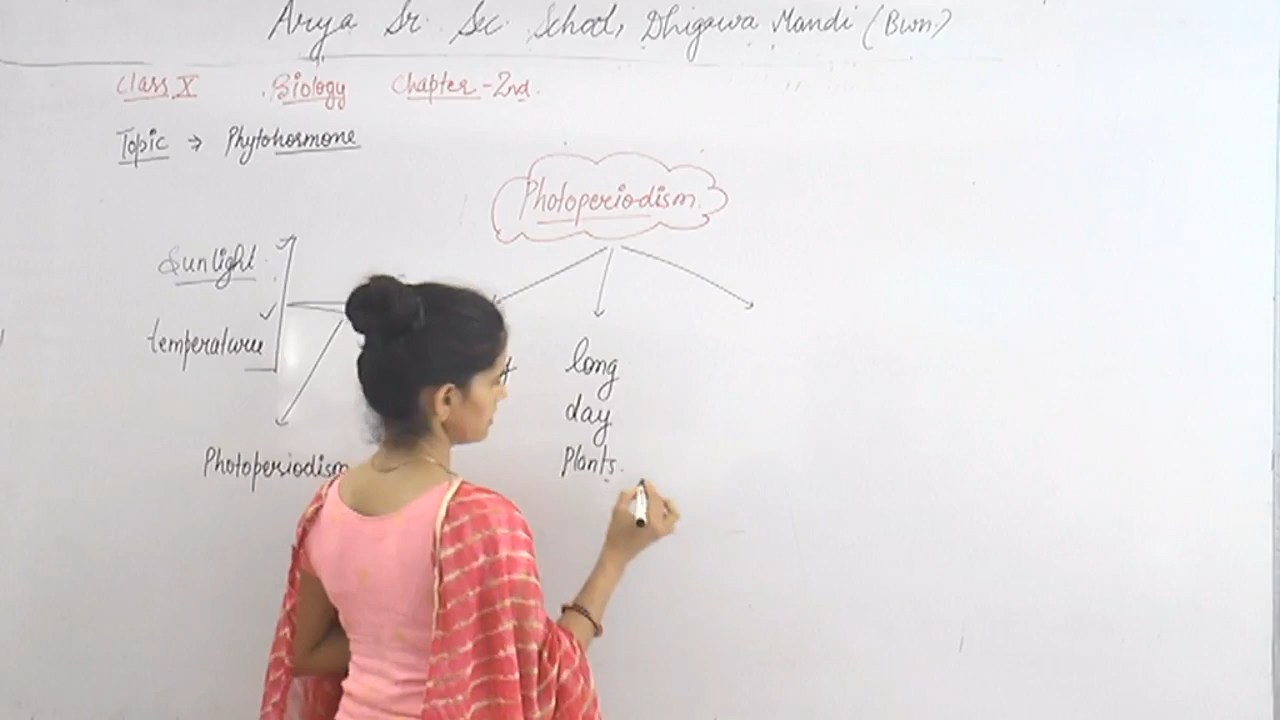 Arya Sr. Sc. School, Dhigawa Mandi (Bwn.)
Class X Biology Chapter - 2nd.
Topic → Phytohormone
Photoperiodism
Sunlight
temperature
long
day
Plants.
Photoperiodism